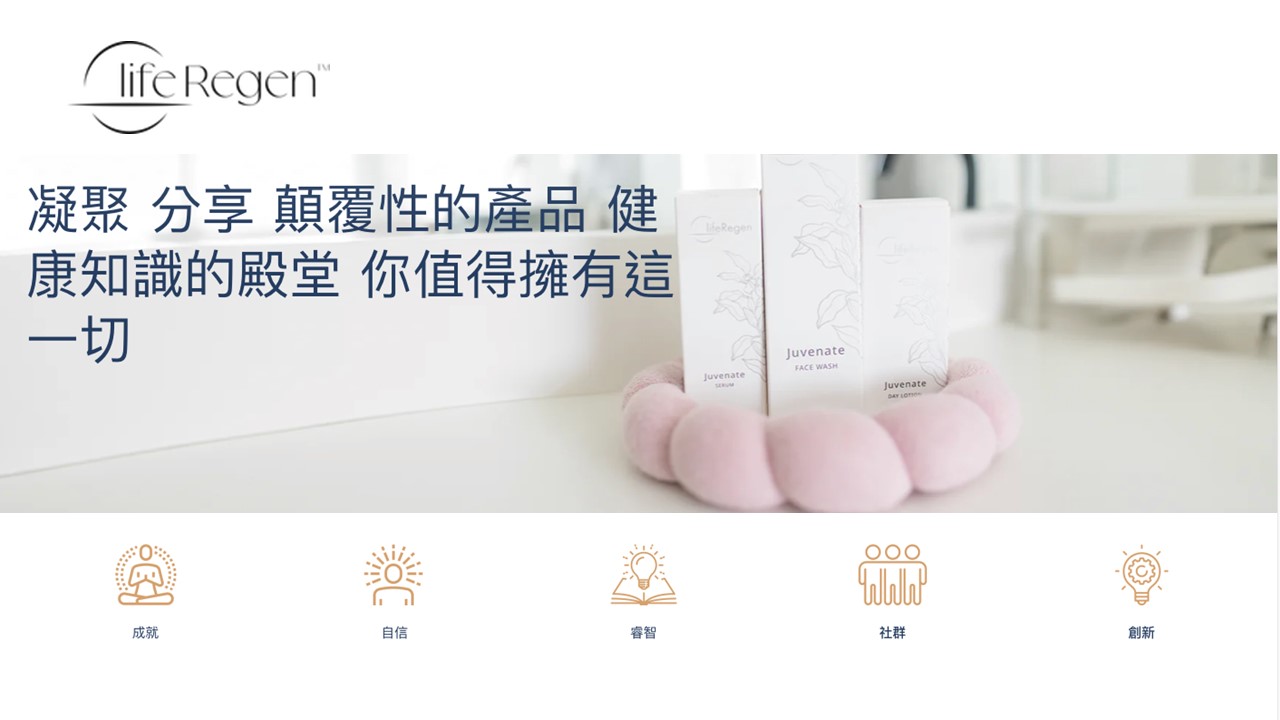 lifeRegen™
凝聚 分享 顛覆性的產品 健
康知識的殿堂 你值得擁有這
一切
lifeRegen
Juvenate
SERUM
Juvenate
FACE WASH
Juvenate
DAY LOTION
成就
自信
睿智
社群
創新